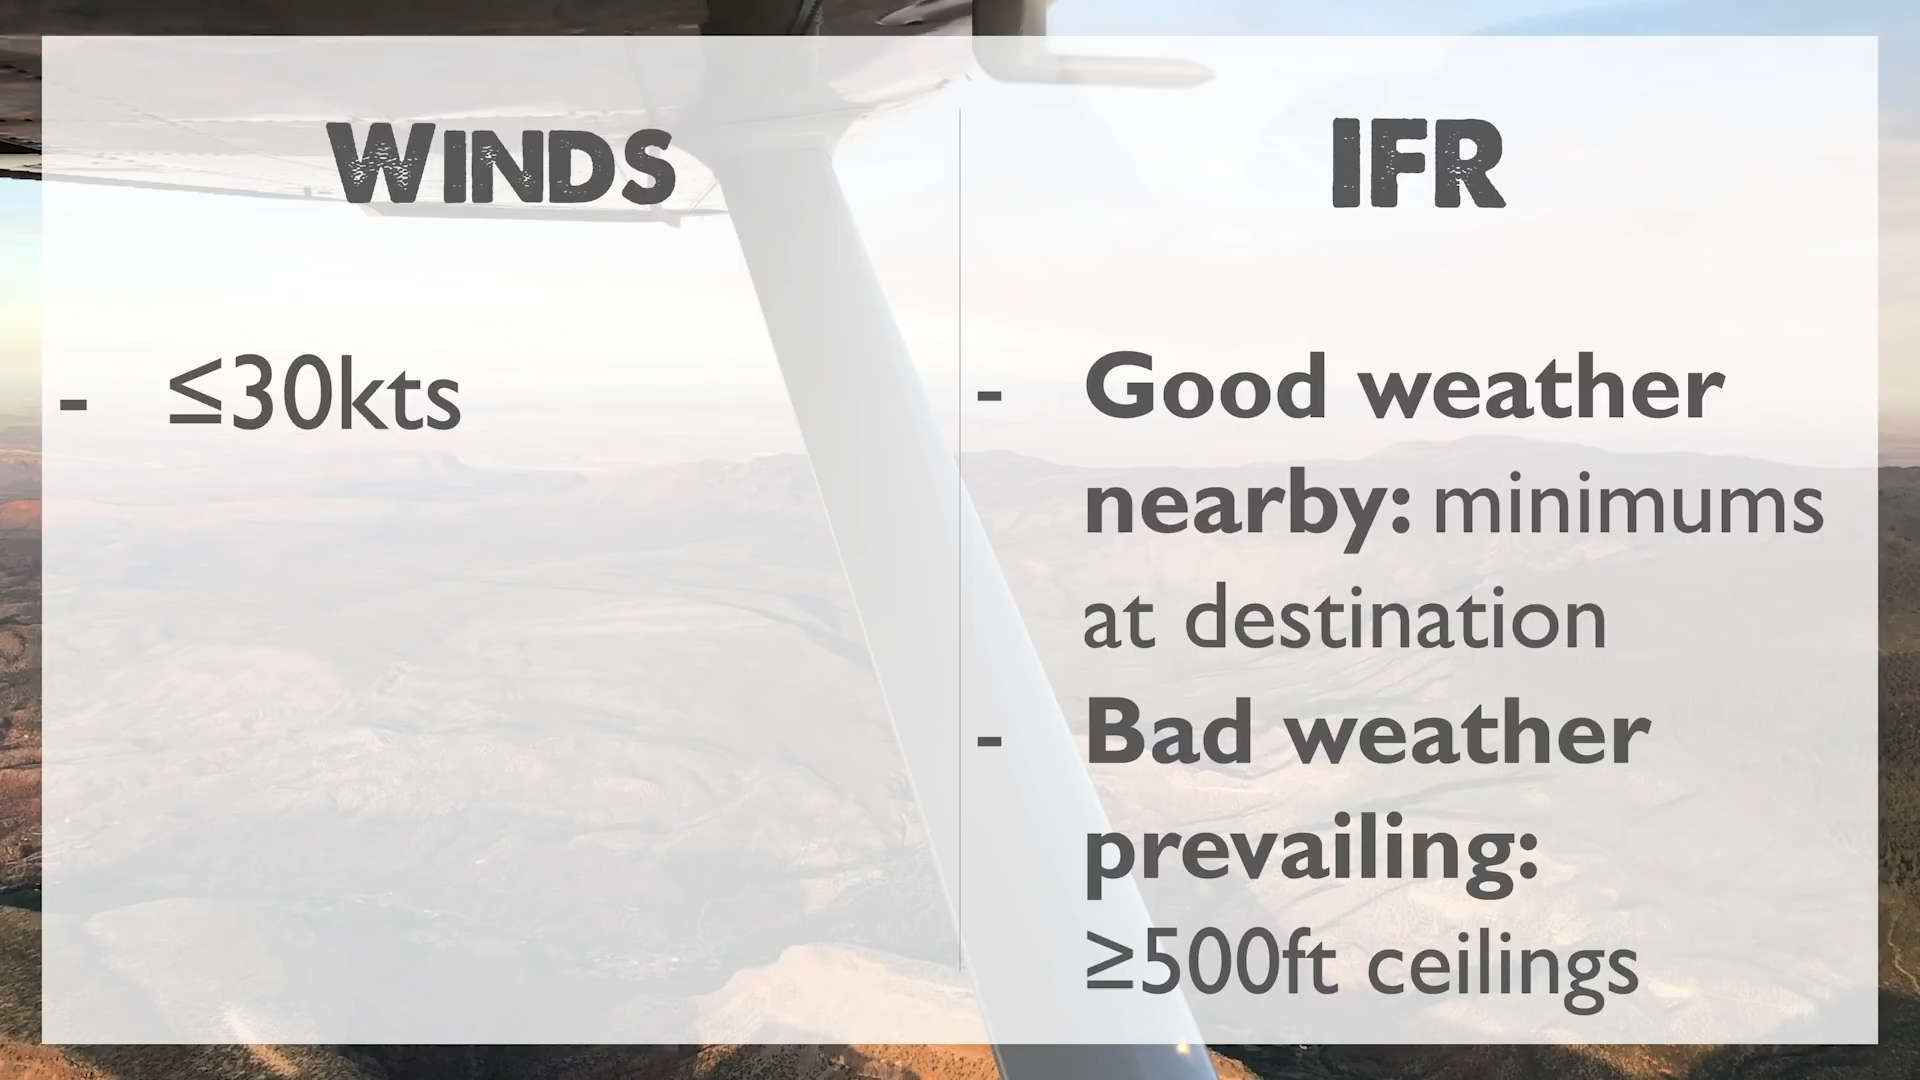 WINDS
- ≤30kts
IFR
- Good weather
nearby: minimums
at destination
- Bad weather
prevailing:
≥500ft ceilings